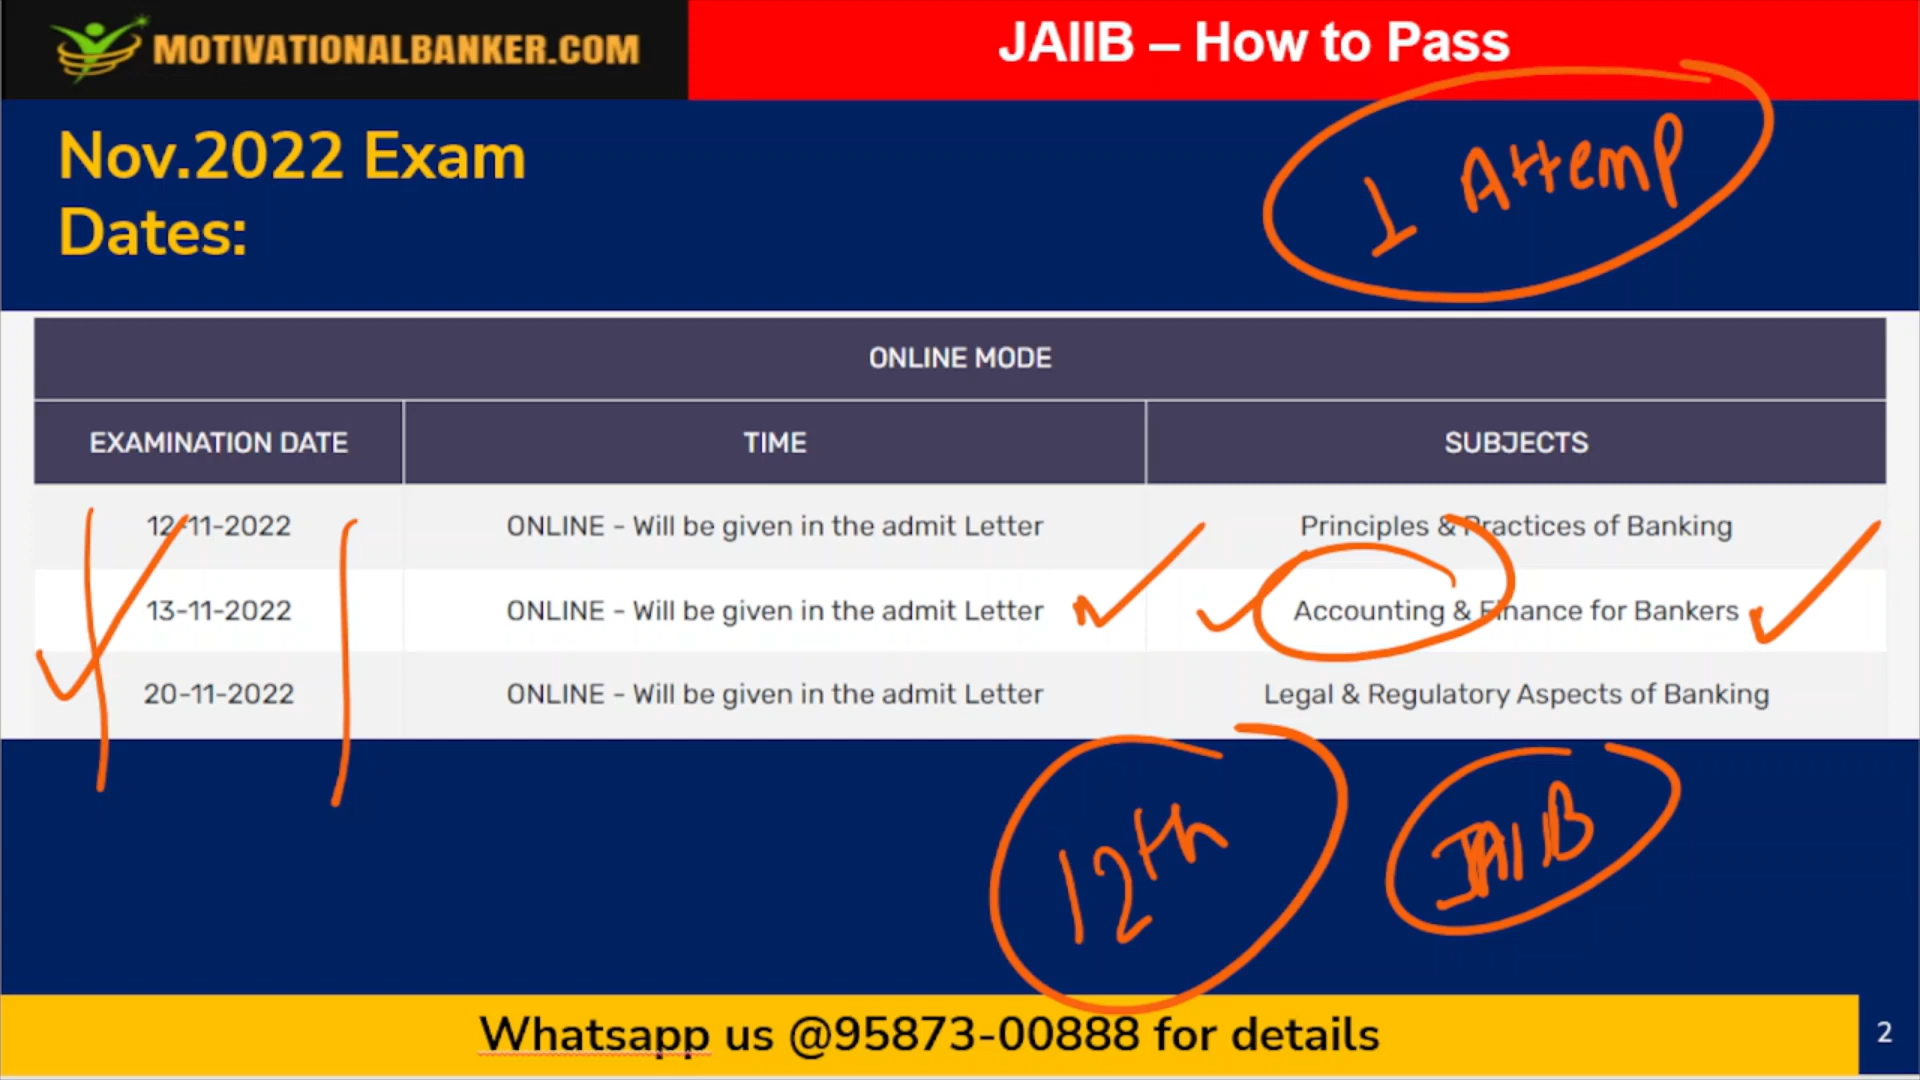 MOTIVATIONALBANKER.COM
JAIIB – How to Pass
Nov.2022 Exam
Dates:
1 Attemp
ONLINE MODE
EXAMINATION DATE TIME SUBJECTS
12-11-2022 ONLINE - Will be given in the admit Letter Principles & Practices of Banking
13-11-2022 ONLINE - Will be given in the admit Letter Accounting & Finance for Bankers
20-11-2022 ONLINE - Will be given in the admit Letter Legal & Regulatory Aspects of Banking
12th
JAIIB
Whatsapp us @95873-00888 for details
2